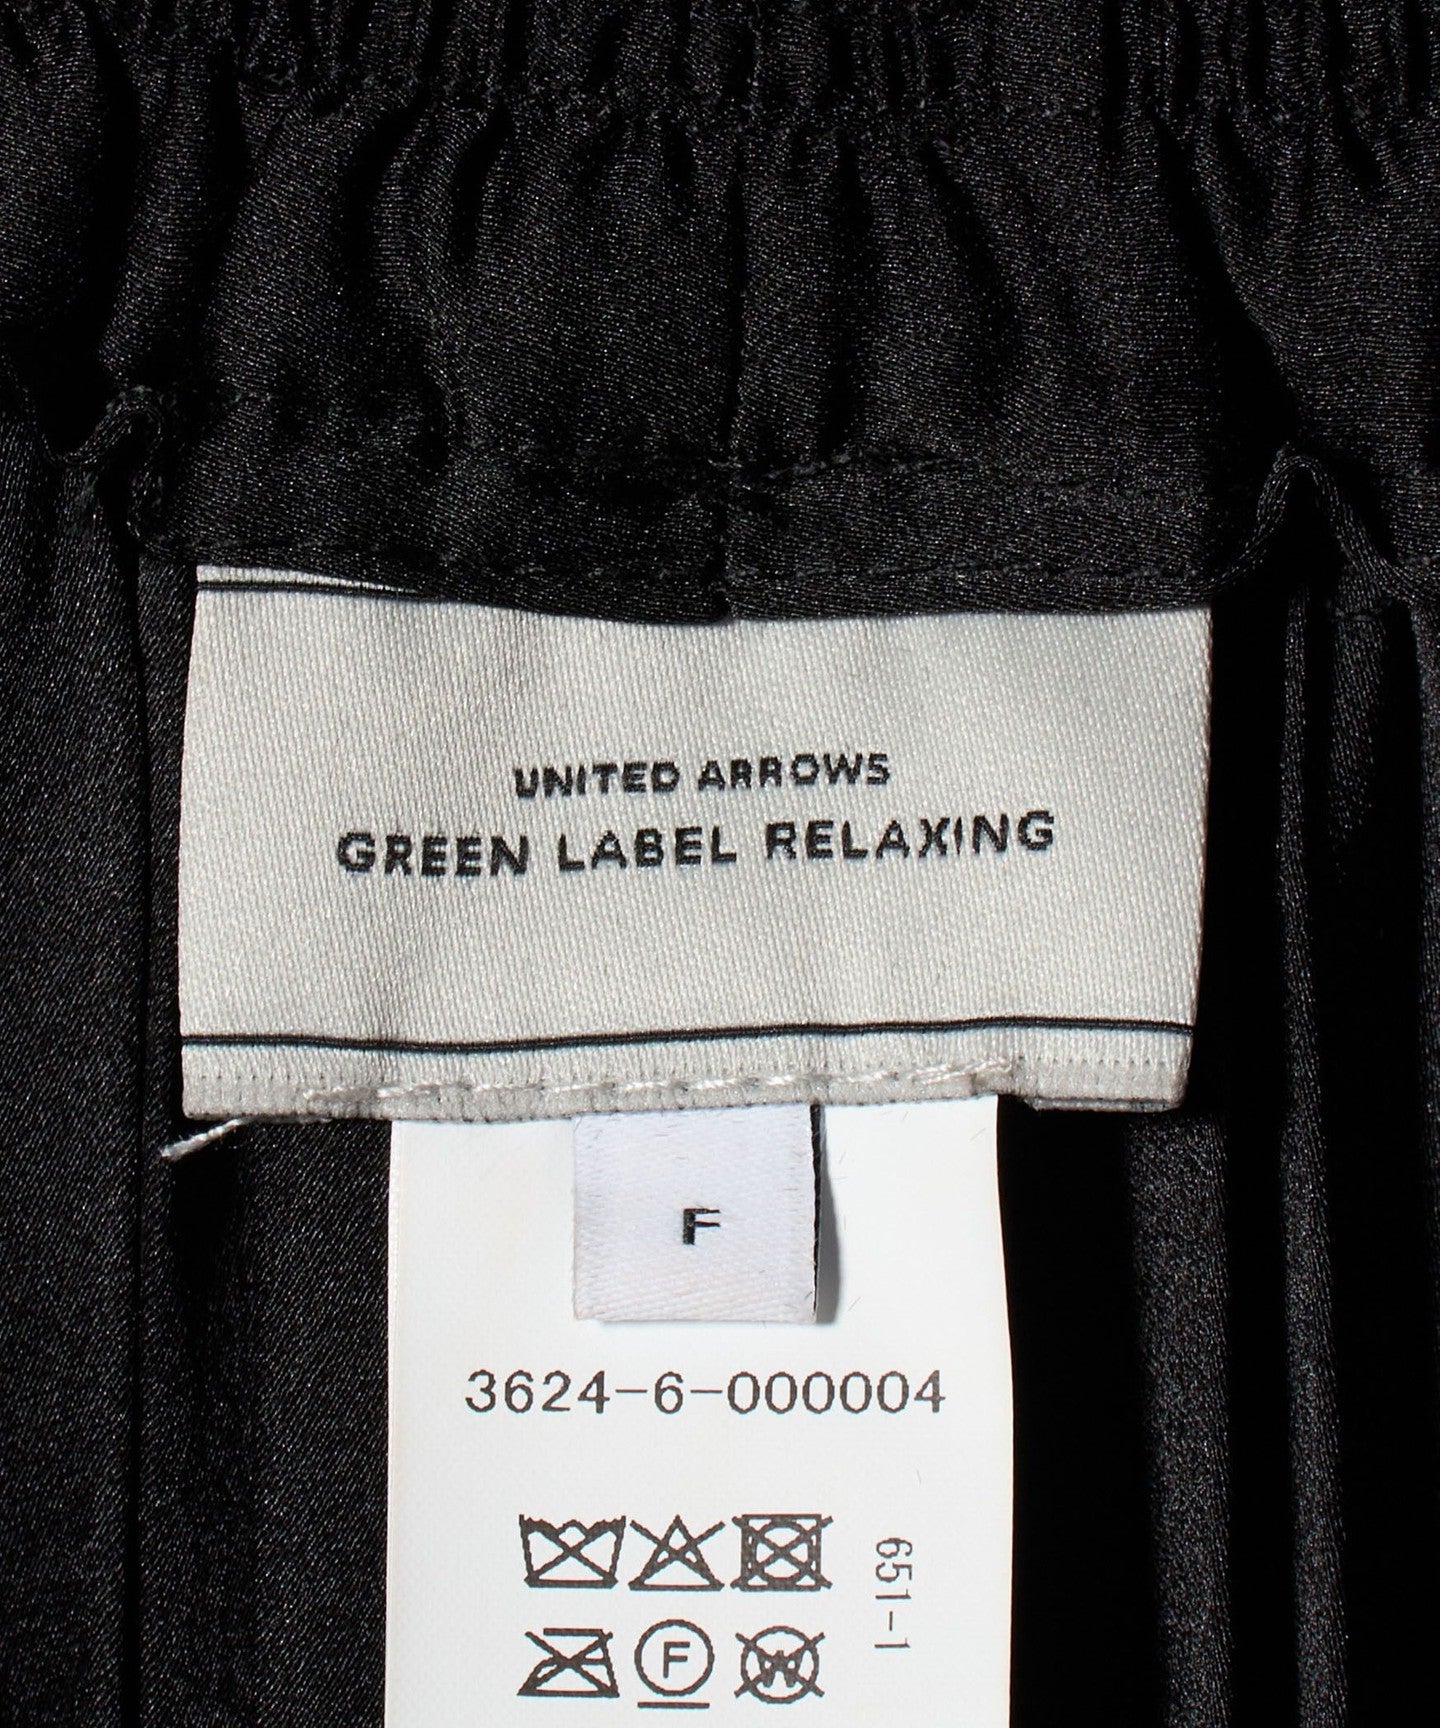 UNITED ARROWS
GREEN LABEL RELAXING
F
3624-6-000004
651-1
F
W